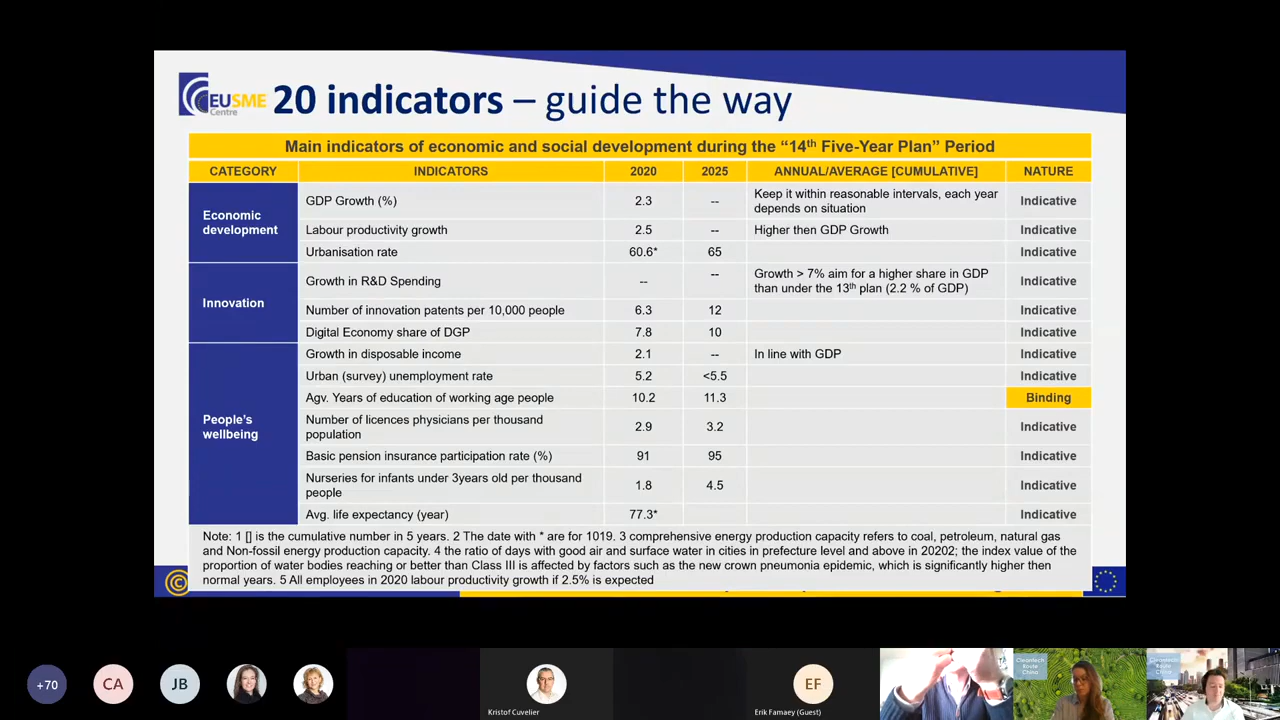 EUSME
Centre
20 indicators – guide the way
Main indicators of economic and social development during the “14th Five-Year Plan” Period
CATEGORY INDICATORS 2020 2025 ANNUAL/AVERAGE [CUMULATIVE] NATURE
Economic
development
GDP Growth (%) 2.3 -- Keep it within reasonable intervals, each year
depends on situation Indicative
Labour productivity growth 2.5 -- Higher then GDP Growth Indicative
Urbanisation rate 60.6* 65 Indicative
Innovation
Growth in R&D Spending -- -- Growth > 7% aim for a higher share in GDP
than under the 13th plan (2.2 % of GDP) Indicative
Number of innovation patents per 10,000 people 6.3 12 Indicative
Digital Economy share of DGP 7.8 10 Indicative
People’s
wellbeing
Growth in disposable income 2.1 -- In line with GDP Indicative
Urban (survey) unemployment rate 5.2 <5.5 Indicative
Agv. Years of education of working age people 10.2 11.3 Binding
Number of licences physicians per thousand
population 2.9 3.2 Indicative
Basic pension insurance participation rate (%) 91 95 Indicative
Nurseries for infants under 3years old per thousand
people 1.8 4.5 Indicative
Avg. life expectancy (year) 77.3* Indicative
Note: 1 [] is the cumulative number in 5 years. 2 The date with * are for 1019. 3 comprehensive energy production capacity refers to coal, petroleum, natural gas
and Non-fossil energy production capacity. 4 the ratio of days with good air and surface water in cities in prefecture level and above in 20202; the index value of the
proportion of water bodies reaching or better than Class III is affected by factors such as the new crown pneumonia epidemic, which is significantly higher then
normal years. 5 All employees in 2020 labour productivity growth if 2.5% is expected
+70
CA
JB
Kristof Cuvelier
EF
Erik Famaey (Guest)
Cleantech
Route
China
Cleantech
Route
China